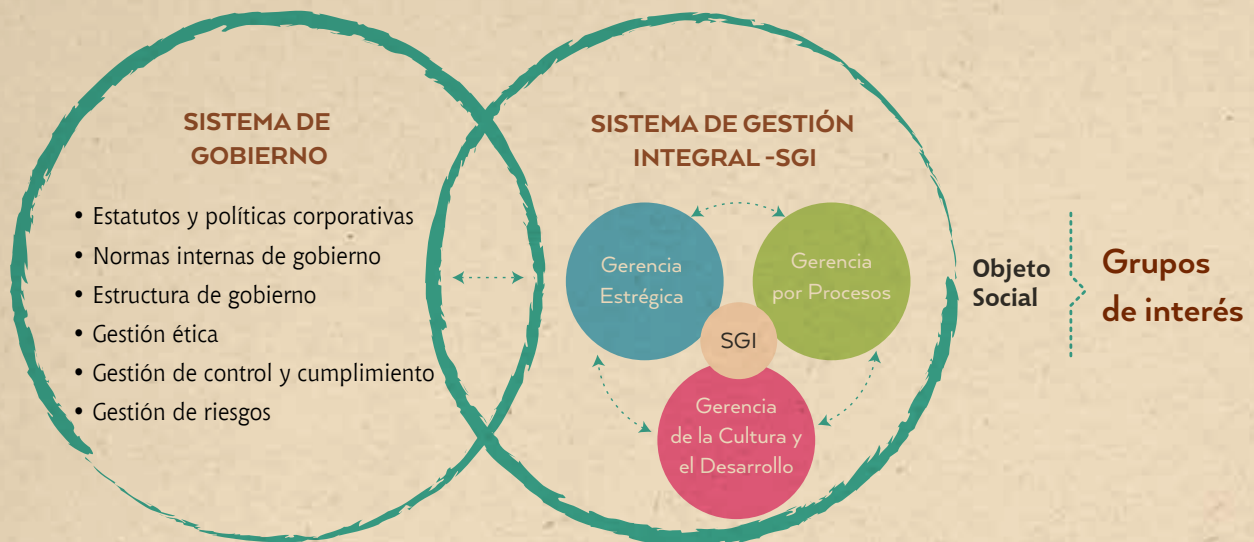 SISTEMA DE
GOBIERNO
• Estatutos y políticas corporativas
• Normas internas de gobierno
• Estructura de gobierno
• Gestión ética
• Gestión de control y cumplimiento
• Gestión de riesgos
SISTEMA DE GESTIÓN
INTEGRAL -SGI
Gerencia
Estrégica
Gerencia
por Procesos
SGI
Gerencia
de la Cultura y
el Desarrollo
Objeto
Social
Grupos
de interés